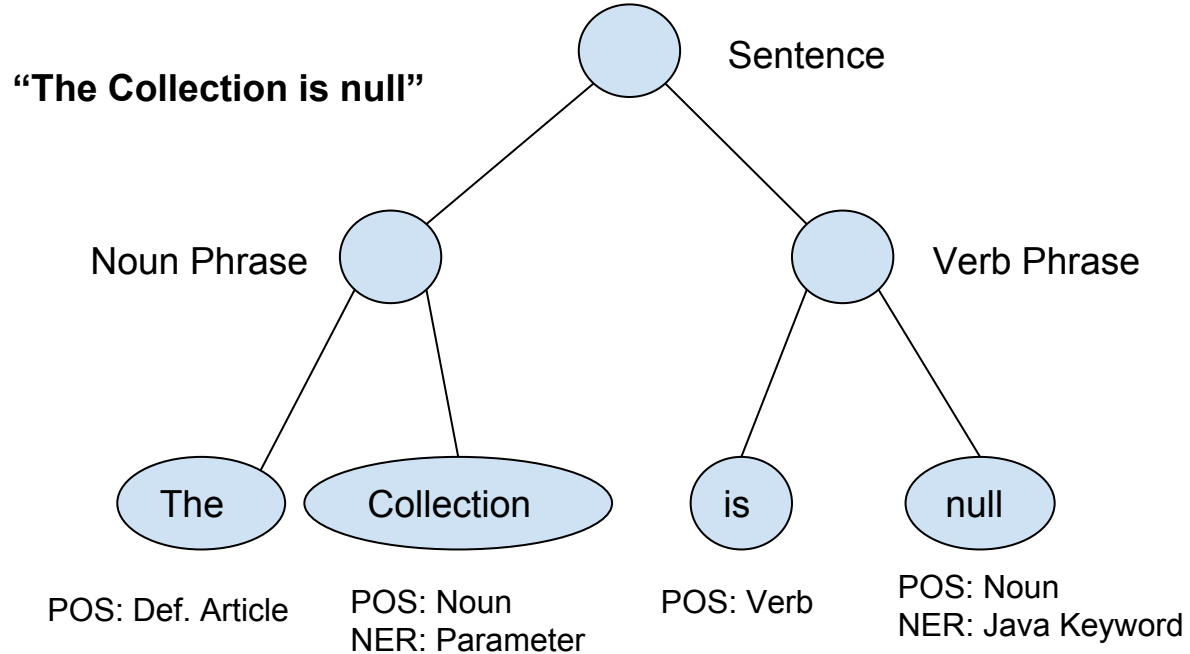 Sentence
“The Collection is null”
Noun Phrase
Verb Phrase
The
Collection
is
null
POS: Def. Article
POS: Noun
NER: Parameter
POS: Verb
POS: Noun
NER: Java Keyword